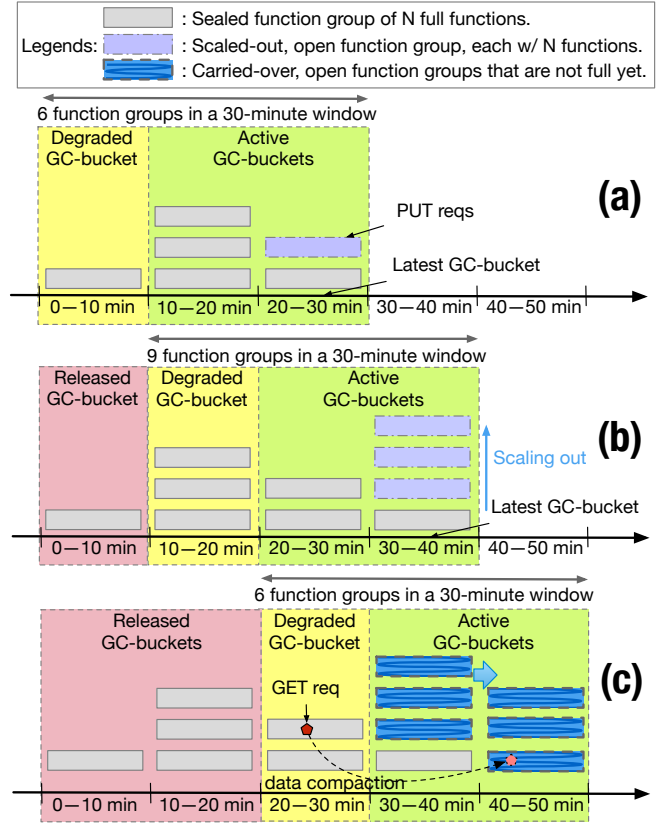 : Sealed function group of N full functions.
Legends: : Scaled-out, open function group, each w/ N functions.
: Carried-over, open function groups that are not full yet.
6 function groups in a 30-minute window
Degraded
GC-bucket
Active
GC-buckets
(a)
PUT reqs
Latest GC-bucket
0—10 min 10—20 min 20—30 min 30—40 min 40—50 min
9 function groups in a 30-minute window
Released
GC-bucket
Degraded
GC-bucket
Active
GC-buckets
(b)
Scaling out
Latest GC-bucket
0—10 min 10—20 min 20—30 min 30—40 min 40—50 min
6 function groups in a 30-minute window
Released
GC-buckets
Degraded
GC-bucket
Active
GC-buckets
(c)
GET req
data compaction
0—10 min 10—20 min 20—30 min 30—40 min 40—50 min